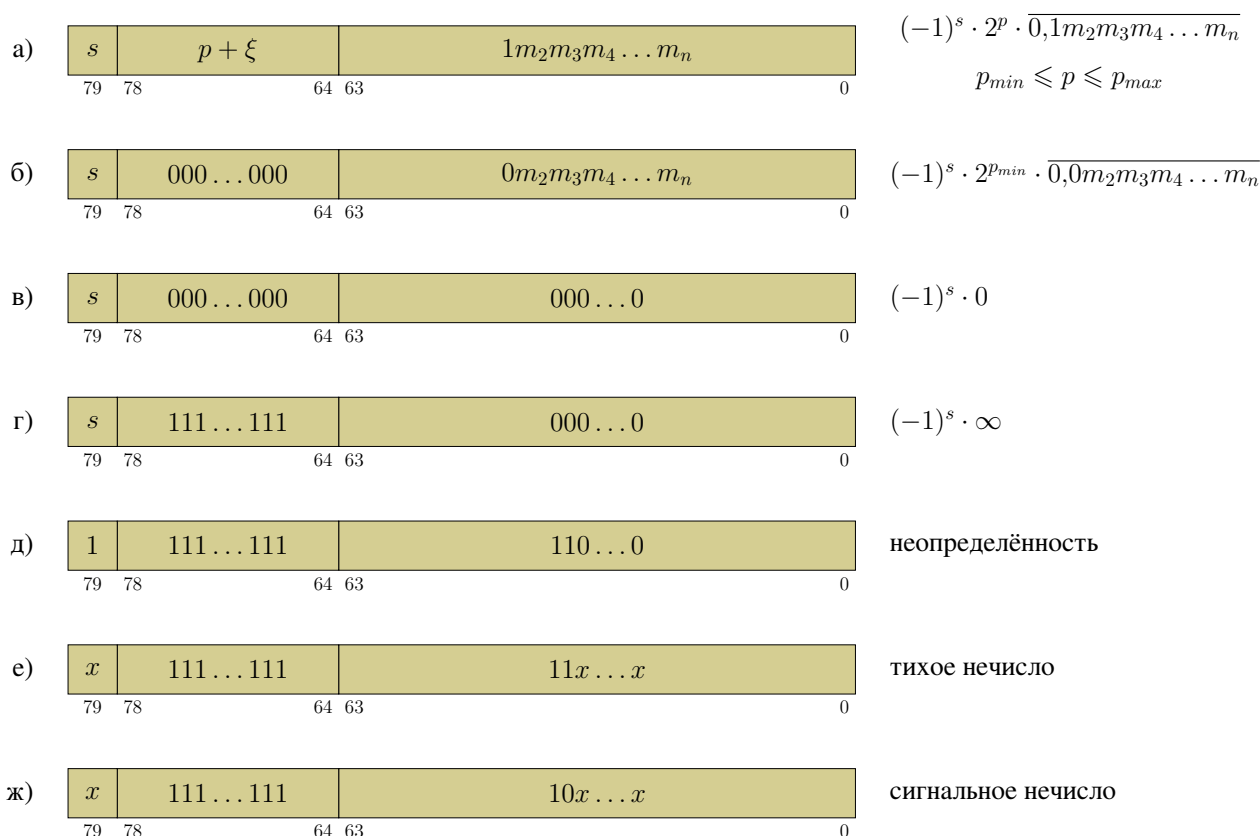 а) s p + ξ 1m₂m₃m₄ … mₙ (−1)ˢ · 2ᵖ · 0,1m₂m₃m₄ … mₙ
79 78 64 63 0 pₘᵢₙ ⩽ p ⩽ pₘₐₓ
б) s 000 … 000 0m₂m₃m₄ … mₙ (−1)ˢ · 2^{p_{min}} · 0,0m₂m₃m₄ … mₙ
79 78 64 63 0
в) s 000 … 000 000 … 0 (−1)ˢ · 0
79 78 64 63 0
г) s 111 … 111 000 … 0 (−1)ˢ · ∞
79 78 64 63 0
д) 1 111 … 111 110 … 0 неопределённость
79 78 64 63 0
е) x 111 … 111 11x … x тихое нечисло
79 78 64 63 0
ж) x 111 … 111 10x … x сигнальное нечисло
79 78 64 63 0